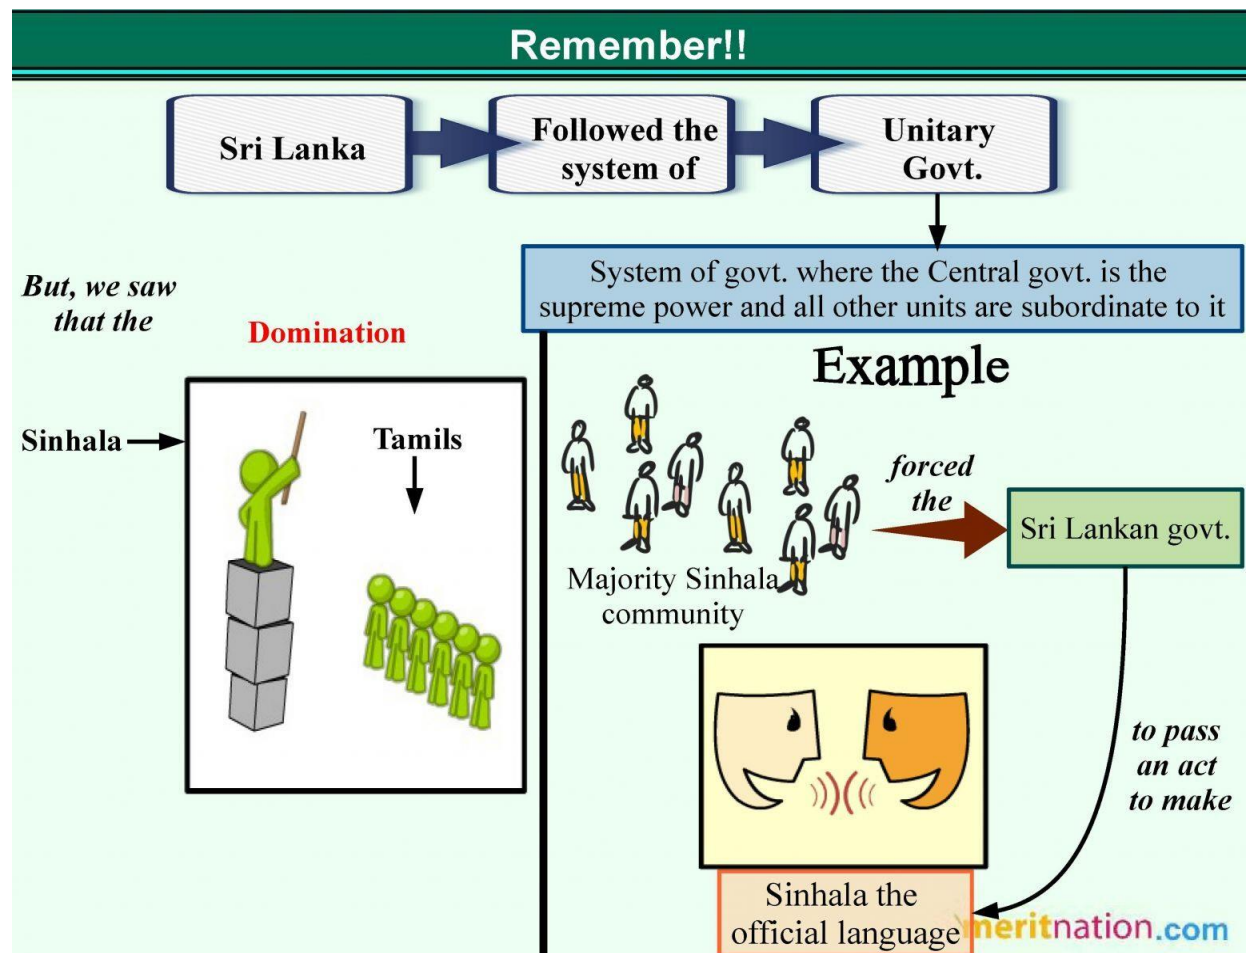 Remember!!
Sri Lanka
Followed the
system of
Unitary
Govt.
System of govt. where the Central govt. is the
supreme power and all other units are subordinate to it
But, we saw
that the
Domination
Sinhala
Tamils
Example
Majority Sinhala
community
forced
the
Sri Lankan govt.
to pass
an act
to make
Sinhala the
official language
meritnation.com